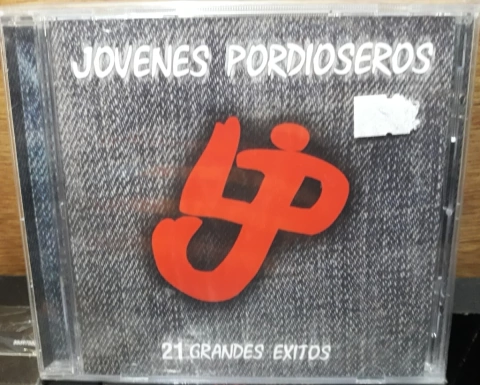 JOVENES PORDIOSEROS
JP
21 GRANDES EXITOS